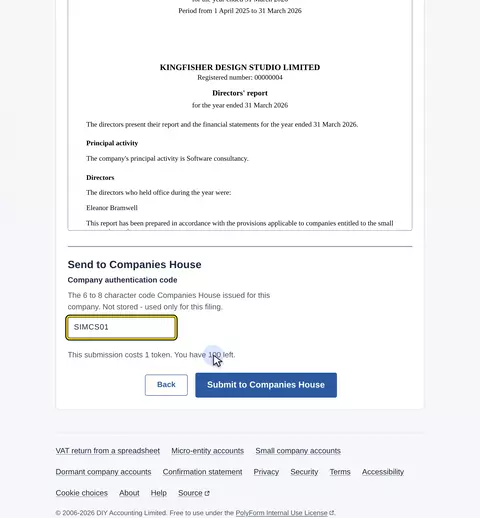 Period from 1 April 2025 to 31 March 2026
KINGFISHER DESIGN STUDIO LIMITED
Registered number: 00000004
Directors' report
for the year ended 31 March 2026
The directors present their report and the financial statements for the year ended 31 March 2026.
Principal activity
The company's principal activity is Software consultancy.
Directors
The directors who held office during the year were:
Eleanor Bramwell
This report has been prepared in accordance with the provisions applicable to companies entitled to the small
Send to Companies House
Company authentication code
The 6 to 8 character code Companies House issued for this
company. Not stored - used only for this filing.
SIMCS01
This submission costs 1 token. You have 100 left.
Back
Submit to Companies House
VAT return from a spreadsheet Micro-entity accounts Small company accounts
Dormant company accounts Confirmation statement Privacy Security Terms Accessibility
Cookie choices About Help Source
© 2006-2026 DIY Accounting Limited. Free to use under the PolyForm Internal Use License.